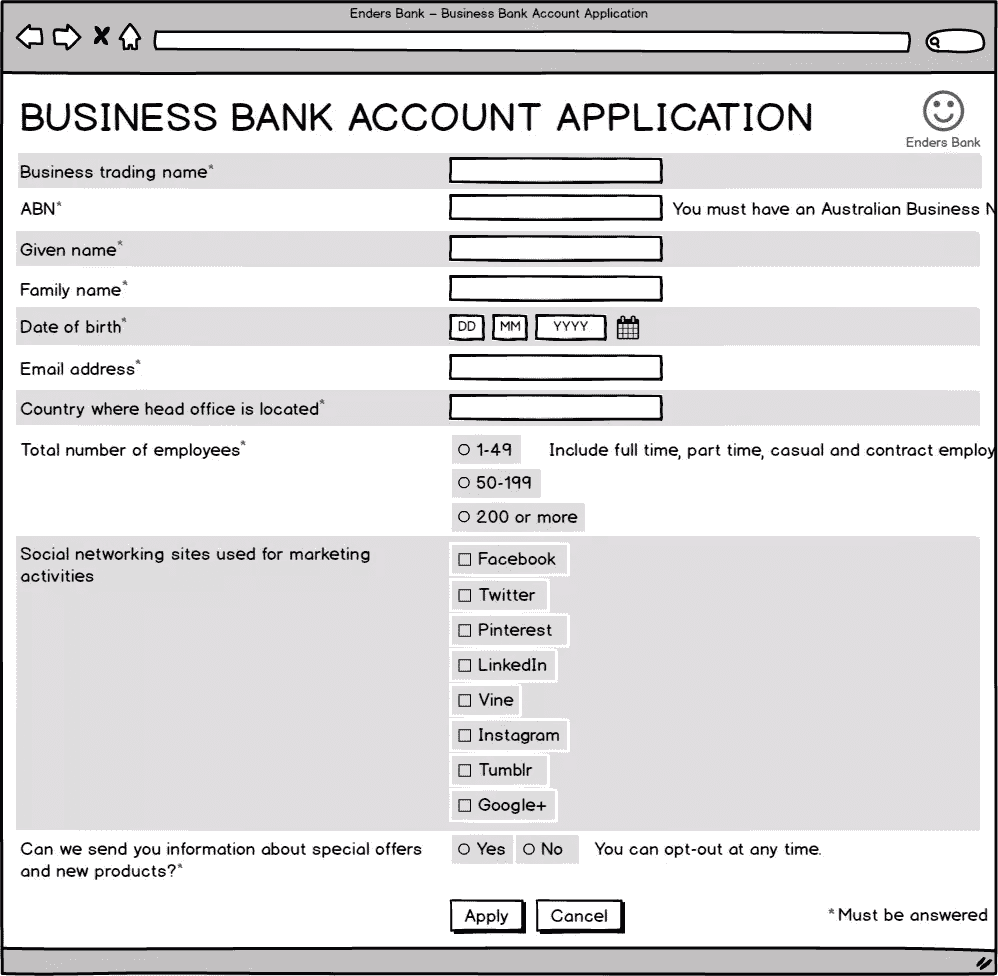 Enders Bank – Business Bank Account Application
BUSINESS BANK ACCOUNT APPLICATION
Enders Bank
Business trading name*
ABN* You must have an Australian Business N
Given name*
Family name*
Date of birth* DD MM YYYY
Email address*
Country where head office is located*
Total number of employees* 1-49 Include full time, part time, casual and contract employ
50-199
200 or more
Social networking sites used for marketing
activities
Facebook
Twitter
Pinterest
LinkedIn
Vine
Instagram
Tumblr
Google+
Can we send you information about special offers
and new products?*
Yes No You can opt-out at any time.
Apply Cancel *Must be answered